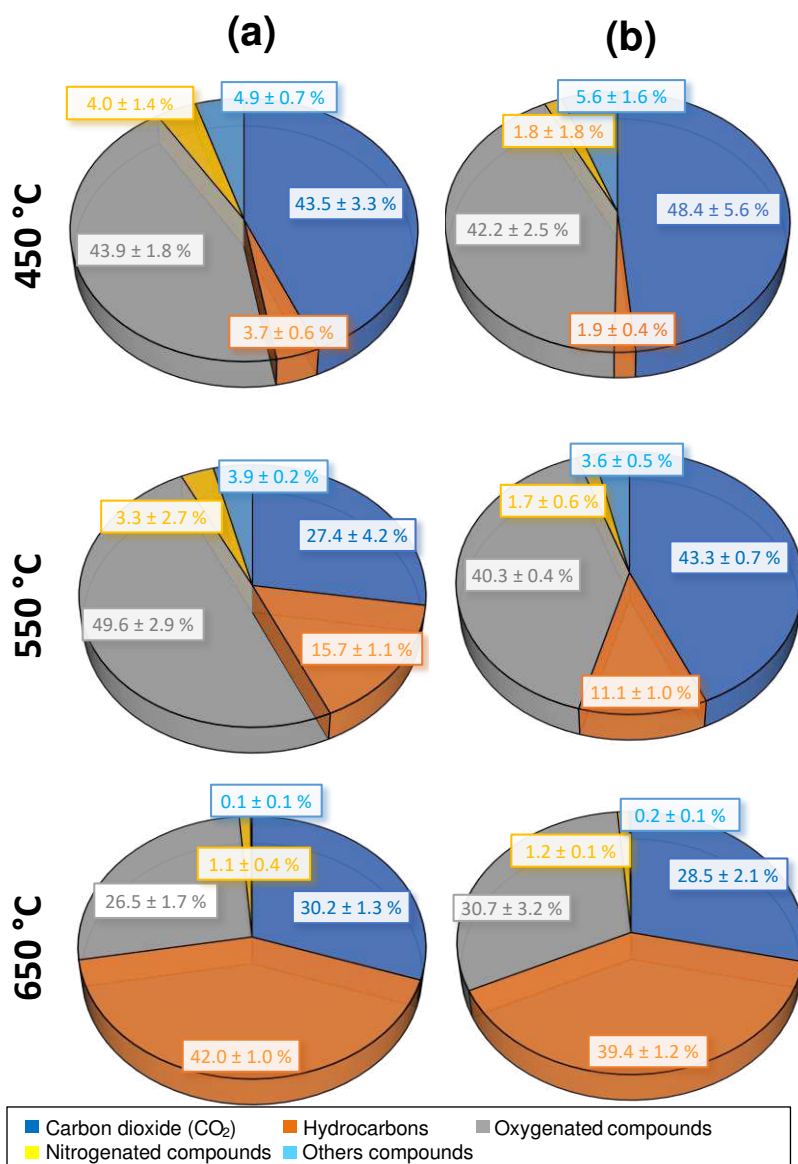 (a) (b)
450 °C
4.0 ± 1.4 % 4.9 ± 0.7 %
43.5 ± 3.3 %
43.9 ± 1.8 %
3.7 ± 0.6 %
5.6 ± 1.6 %
1.8 ± 1.8 %
48.4 ± 5.6 %
42.2 ± 2.5 %
1.9 ± 0.4 %
550 °C
3.9 ± 0.2 %
3.3 ± 2.7 %
27.4 ± 4.2 %
49.6 ± 2.9 %
15.7 ± 1.1 %
3.6 ± 0.5 %
1.7 ± 0.6 %
43.3 ± 0.7 %
40.3 ± 0.4 %
11.1 ± 1.0 %
650 °C
0.1 ± 0.1 %
1.1 ± 0.4 %
26.5 ± 1.7 %
30.2 ± 1.3 %
42.0 ± 1.0 %
0.2 ± 0.1 %
1.2 ± 0.1 %
28.5 ± 2.1 %
30.7 ± 3.2 %
39.4 ± 1.2 %
Carbon dioxide (CO₂) Hydrocarbons Oxygenated compounds
Nitrogenated compounds Others compounds